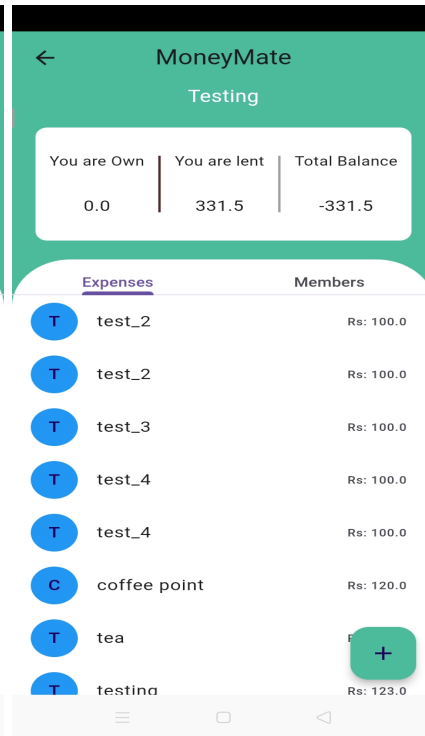 MoneyMate
Testing
You are Own You are lent Total Balance
0.0 331.5 -331.5
Expenses Members
T test_2 Rs: 100.0
T test_2 Rs: 100.0
T test_3 Rs: 100.0
T test_4 Rs: 100.0
T test_4 Rs: 100.0
C coffee point Rs: 120.0
T tea
+
T testing Rs: 123.0